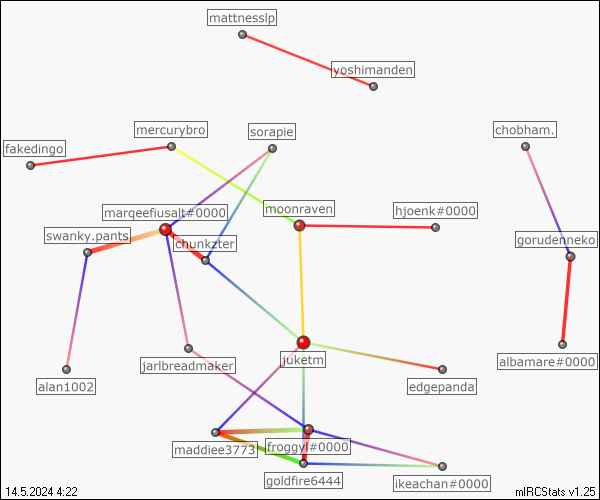 mattnesslp
yoshimanden
mercurybro
sorapie
chobham.
fakedingo
marqeefiusalt#0000
moonraven
hjoenk#0000
swanky.pants
chunkzter
gorudenneko
jarlbreadmaker
juketm
albamare#0000
alan1002
edgepanda
maddiee3773
froggyl#0000
goldfire6444
ikeachan#0000
14.5.2024 4:22
mIRCStats v1.25